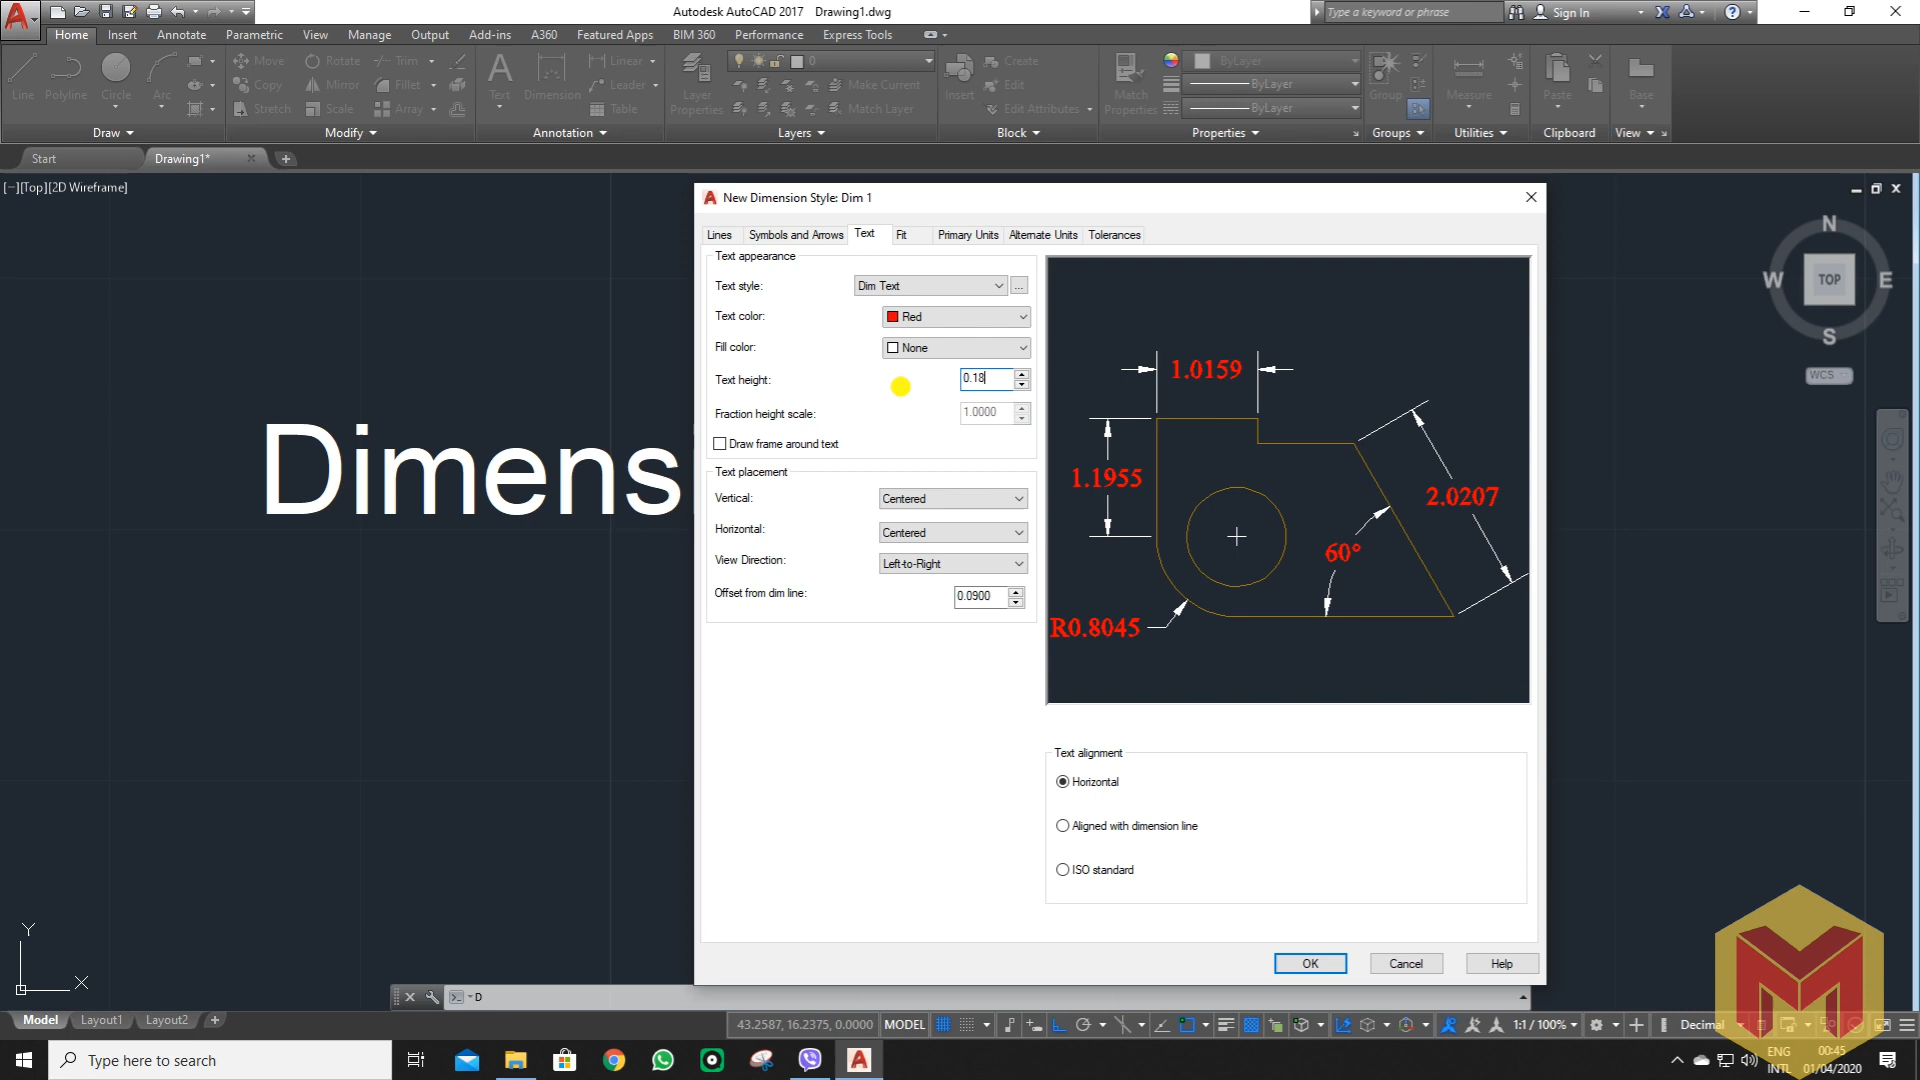 Autodesk AutoCAD 2017 Drawing1.dwg
Type a keyword or phrase
Sign In
Home Insert Annotate Parametric View Manage Output Add-ins A360 Featured Apps BIM 360 Performance Express Tools
Line Polyline Circle Arc
Move Rotate Trim
Copy Mirror Fillet
Stretch Scale Array
Text Dimension
Linear
Leader
Table
Layer
Properties
0
Make Current
Match Layer
Insert
Create
Edit
Edit Attributes
Match
Properties
ByLayer
ByLayer
ByLayer
Group Measure Paste Base
Draw Modify Annotation Layers Block Properties Groups Utilities Clipboard View
Start Drawing1*
[−][Top][2D Wireframe]
N
W TOP E
S
WCS
Dimens
New Dimension Style: Dim 1
Lines Symbols and Arrows Text Fit Primary Units Alternate Units Tolerances
Text appearance
Text style: Dim Text ...
Text color: Red
Fill color: None
Text height: 0.18
Fraction height scale: 1.0000
Draw frame around text
Text placement
Vertical: Centered
Horizontal: Centered
View Direction: Left-to-Right
Offset from dim line: 0.0900
1.0159
1.1955
2.0207
60°
R0.8045
Text alignment
Horizontal
Aligned with dimension line
ISO standard
OK Cancel Help
Y
X
D
Model Layout1 Layout2
43.2587, 16.2375, 0.0000 MODEL 1:1 / 100% Decimal
Type here to search
ENG
INTL
00:45
01/04/2020